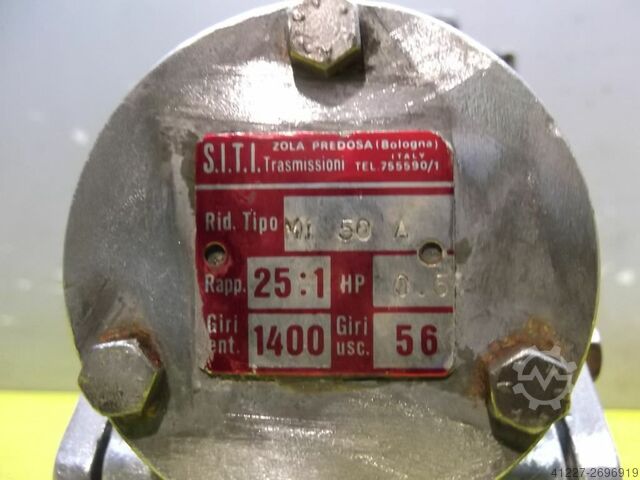 ZOLA PREDOSA (Bologna)
ITALY
S.I.T.I. Trasmissioni TEL. 755590/1
Rid. Tipo MI 50 A
Rapp. 25:1 HP 0.5
Giri ent. 1400 Giri usc. 56
41227-2696919